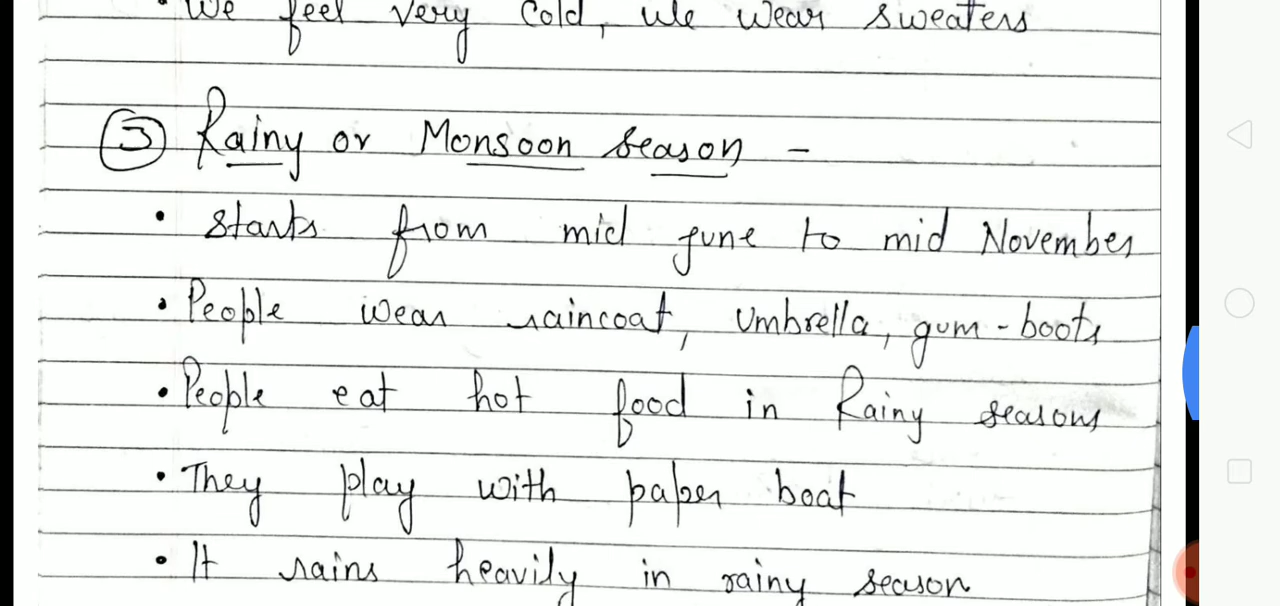 • We feel very cold, we wear sweaters
③ Rainy or Monsoon season -
• starts from mid june to mid November
• People wear raincoat, umbrella, gum-boots
• People eat hot food in Rainy seasons
• They play with paper boat
• It rains heavily in rainy season